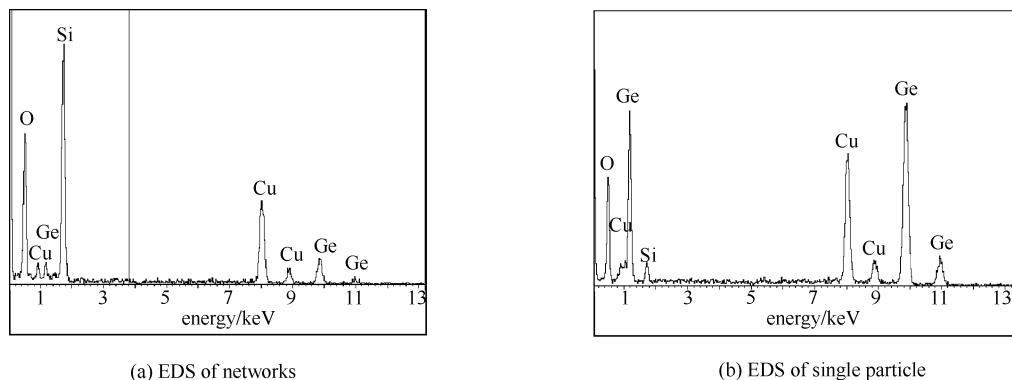 Si
O
Ge
Cu
Cu
Cu
Ge
Ge
1 3 5 7 9 11 13
energy/keV
(a) EDS of networks
Ge
Ge
O
Cu
Cu
Si
Cu
Ge
1 3 5 7 9 11 13
energy/keV
(b) EDS of single particle